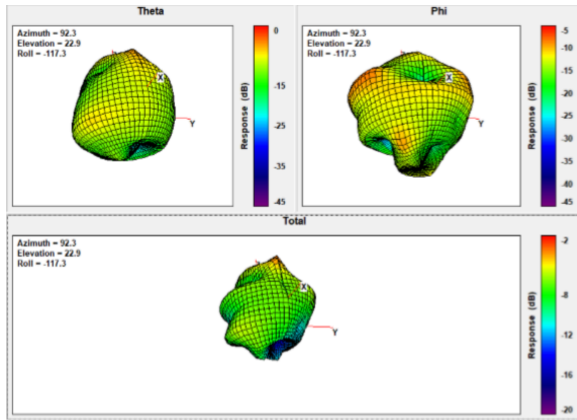 Theta
Azimuth = 92.3
Elevation = 22.9
Roll = -117.3
X
Y
0
-5
-15
-25
-35
-45
Response (dB)
Phi
Azimuth = 92.3
Elevation = 22.9
Roll = -117.3
X
Y
-5
-10
-15
-20
-25
-30
-35
-40
-45
Response (dB)
Total
Azimuth = 92.3
Elevation = 22.9
Roll = -117.3
X
Y
-2
-8
-14
-16
-20
Response (dB)